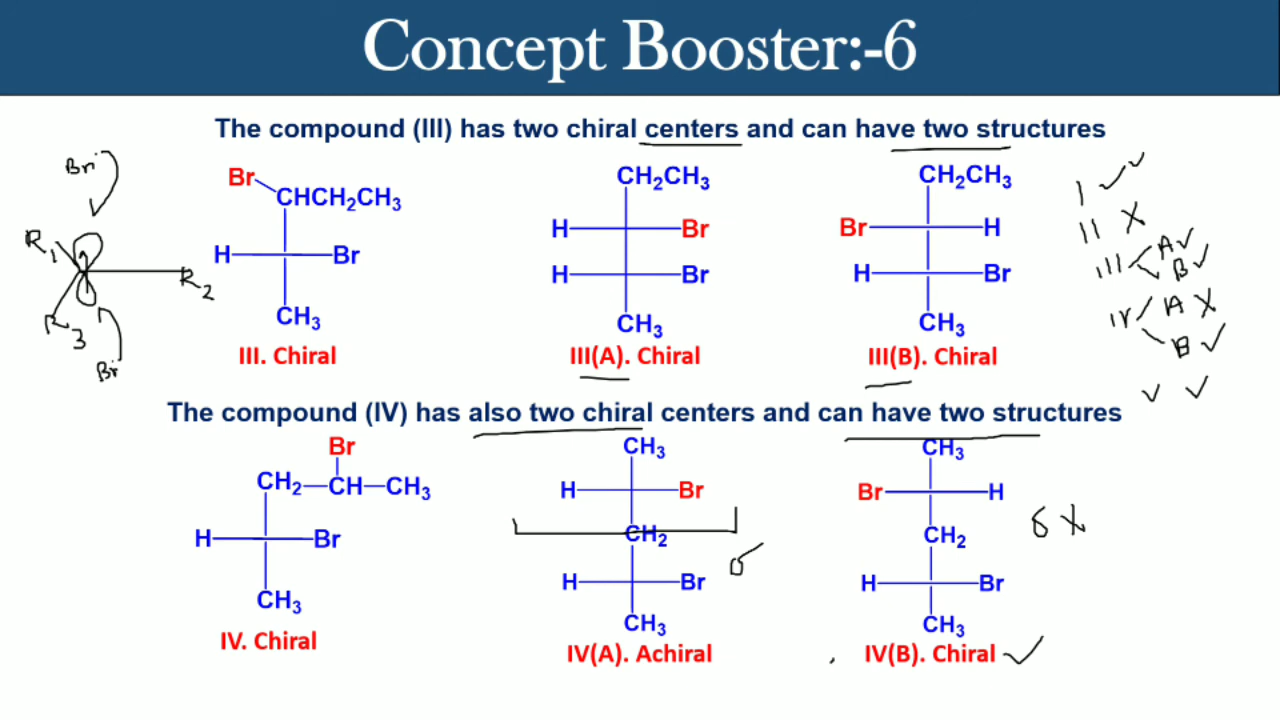 Concept Booster:-6
The compound (III) has two chiral centers and can have two structures
Br
CHCH₂CH₃
H Br
CH₃
III. Chiral
CH₂CH₃
H Br
H Br
CH₃
III(A). Chiral
CH₂CH₃
Br H
H Br
CH₃
III(B). Chiral
Br
R₁
R₂
R₃
Br
I ✓✓
II X
III A ✓
B ✓
IV A X
B ✓
✓ ✓
The compound (IV) has also two chiral centers and can have two structures
Br
CH₂—CH—CH₃
H Br
CH₃
IV. Chiral
CH₃
H Br
CH₂
H Br
CH₃
IV(A). Achiral
σ
CH₃
Br H
CH₂
H Br
CH₃
IV(B). Chiral ✓
σ X